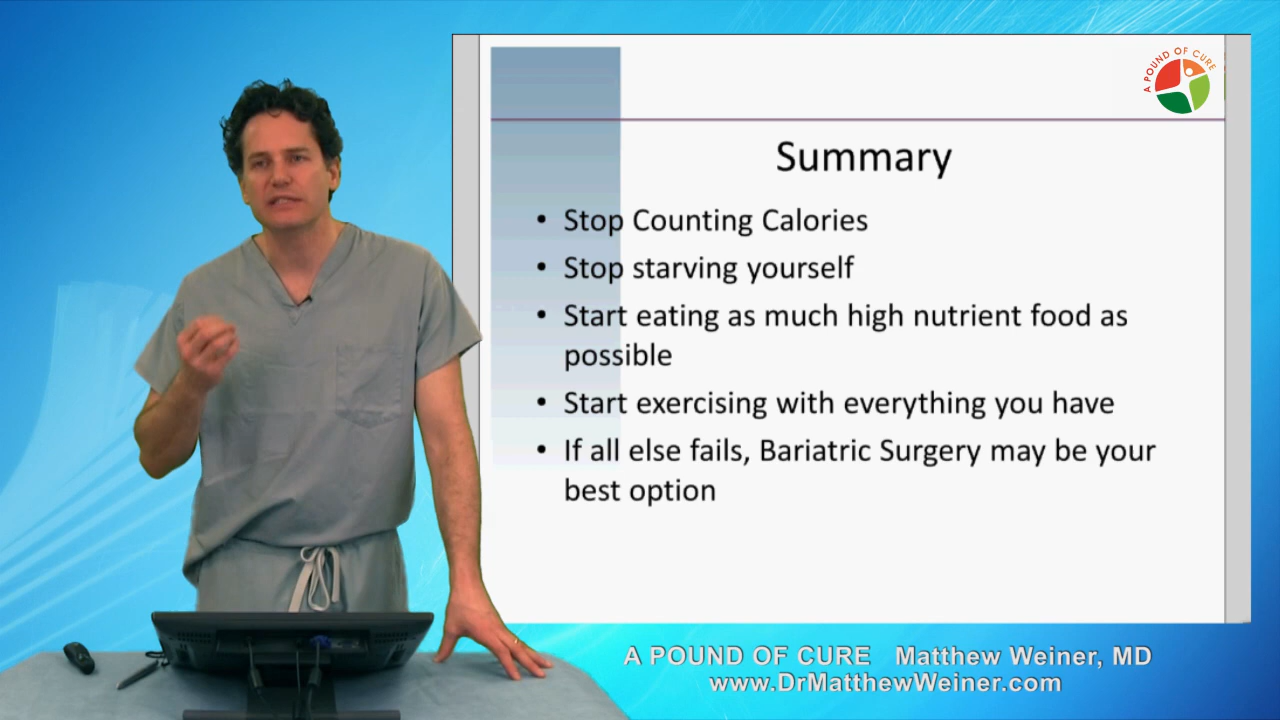 A POUND OF CURE
Summary
• Stop Counting Calories
• Stop starving yourself
• Start eating as much high nutrient food as
possible
• Start exercising with everything you have
• If all else fails, Bariatric Surgery may be your
best option
A POUND OF CURE Matthew Weiner, MD
www.DrMatthewWeiner.com